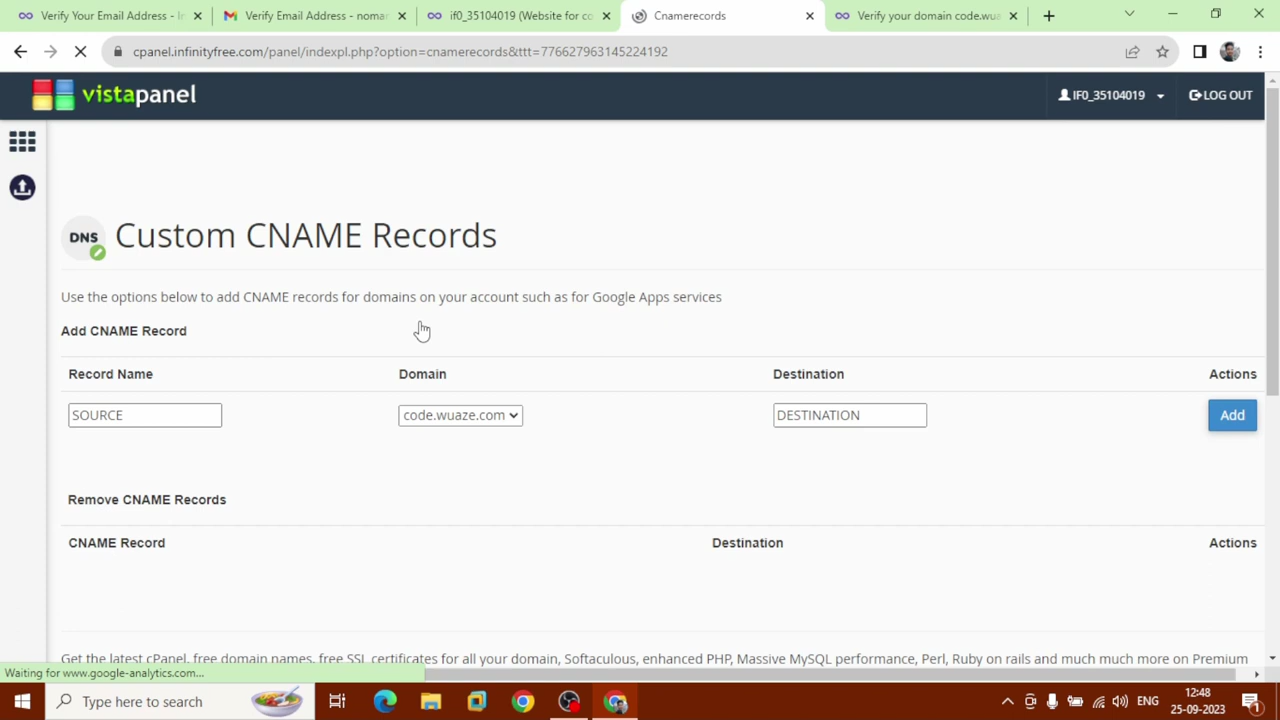 Verify Your Email Address - In
Verify Email Address - nomar
if0_35104019 (Website for co
Cnamerecords
Verify your domain code.wua
cpanel.infinityfree.com/panel/indexpl.php?option=cnamerecords&ttt=776627963145224192
vistapanel
IF0_35104019
LOG OUT
DNS
Custom CNAME Records
Use the options below to add CNAME records for domains on your account such as for Google Apps services
Add CNAME Record
Record Name
Domain
Destination
Actions
SOURCE
code.wuaze.com
DESTINATION
Add
Remove CNAME Records
CNAME Record
Destination
Actions
Get the latest cPanel, free domain names, free SSL certificates for all your domain, Softaculous, enhanced PHP, Massive MySQL performance, Perl, Ruby on rails and much much more on Premium
Waiting for www.google-analytics.com...
Type here to search
ENG
12:48
25-09-2023
1